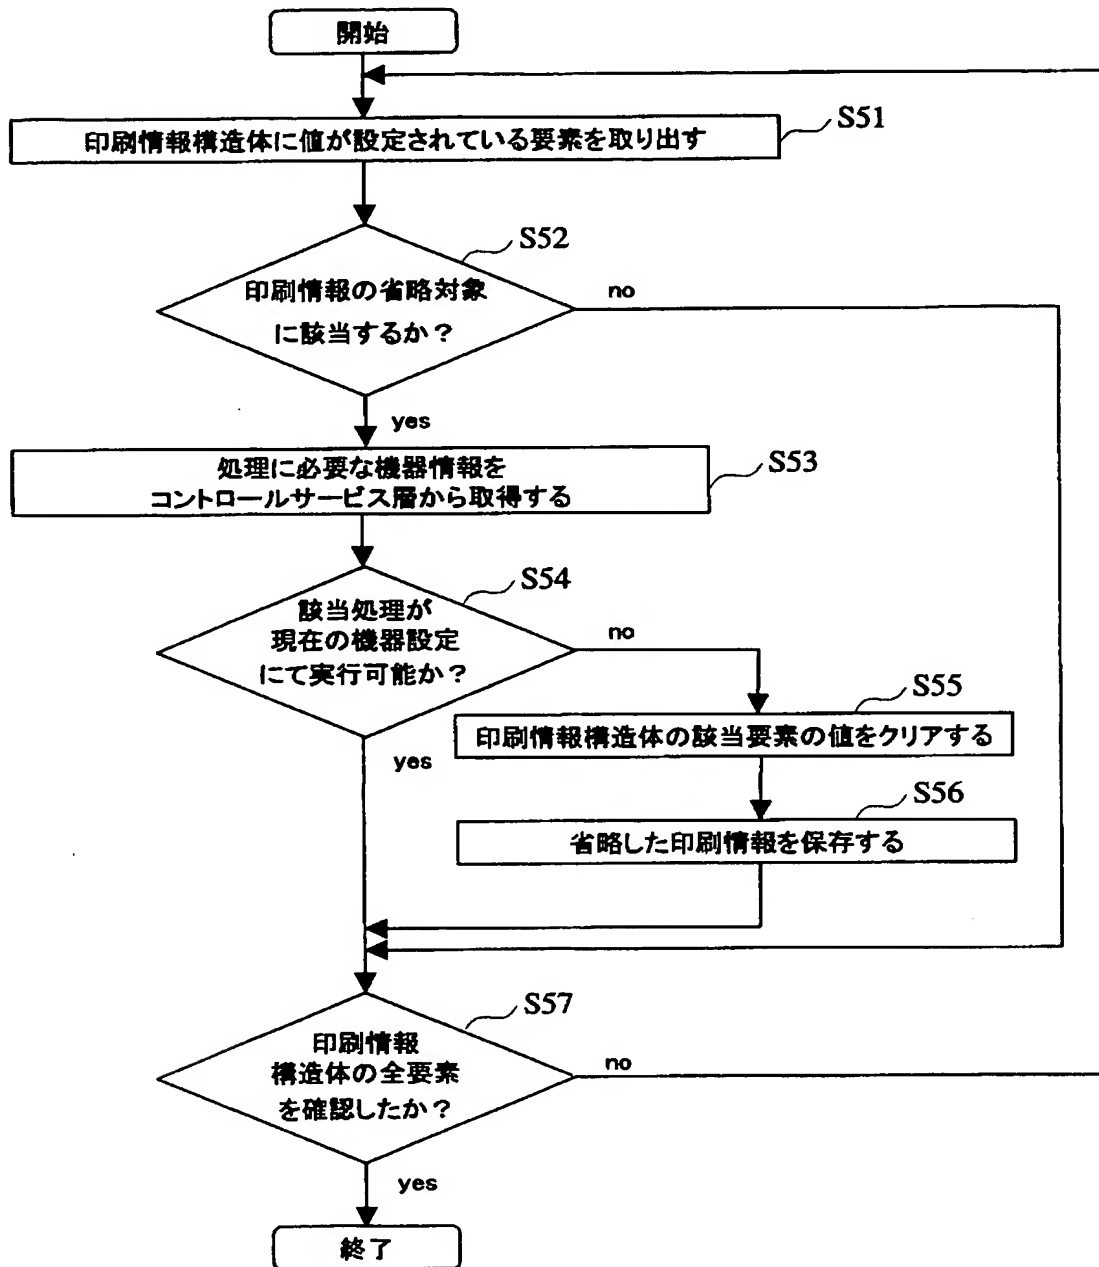 開始
印刷情報構造体に値が設定されている要素を取り出す
S51
S52
印刷情報の省略対象
に該当するか？
no
yes
処理に必要な機器情報を
コントロールサービス層から取得する
S53
S54
該当処理が
現在の機器設定
にて実行可能か？
no
yes
S55
印刷情報構造体の該当要素の値をクリアする
S56
省略した印刷情報を保存する
S57
印刷情報
構造体の全要素
を確認したか？
no
yes
終了